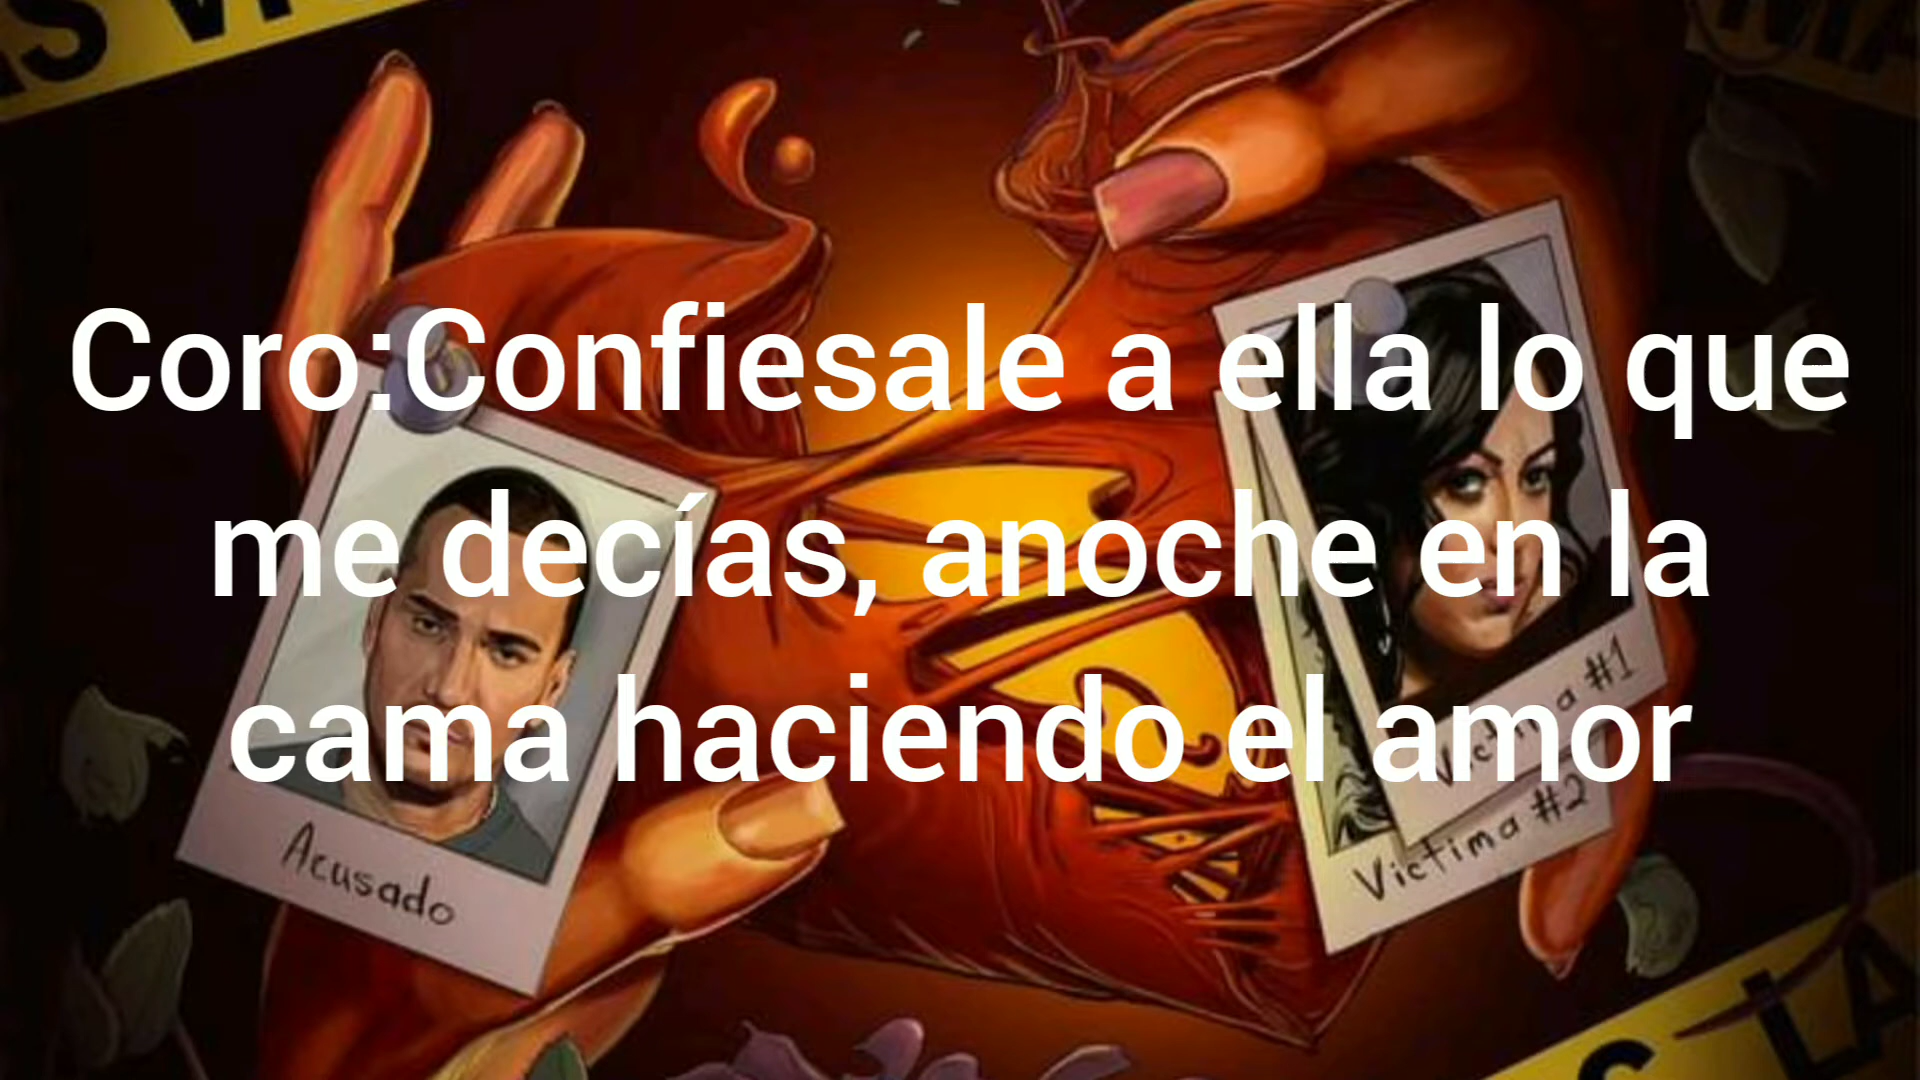 Coro:Confiesale a ella lo que
me decías, anoche en la
cama haciendo el amor
Acusado
Victima #1
Victima #2
LA